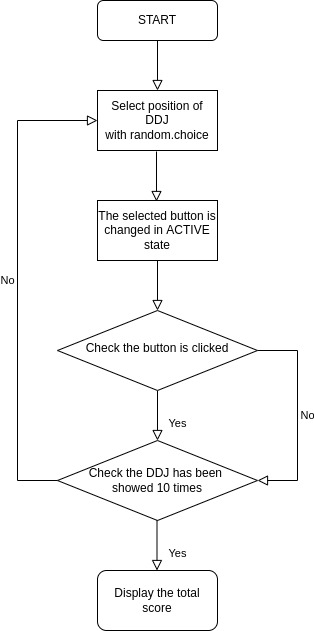 START
Select position of
DDJ
with random.choice
The selected button is
changed in ACTIVE
state
No
Check the button is clicked
No
Yes
Check the DDJ has been
showed 10 times
Yes
Display the total
score